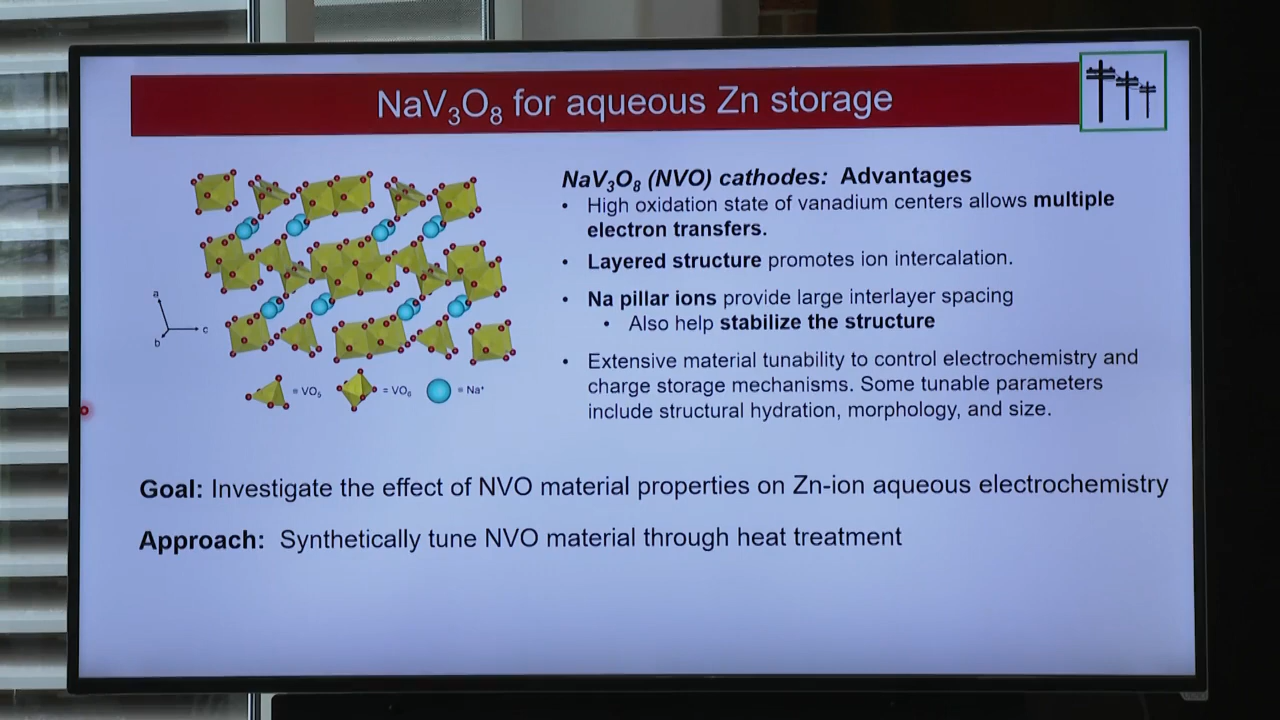 NaV₃O₈ for aqueous Zn storage
NaV₃O₈ (NVO) cathodes: Advantages
• High oxidation state of vanadium centers allows multiple
electron transfers.
• Layered structure promotes ion intercalation.
• Na pillar ions provide large interlayer spacing
• Also help stabilize the structure
• Extensive material tunability to control electrochemistry and
charge storage mechanisms. Some tunable parameters
include structural hydration, morphology, and size.
a
b
c
= VO₅
= VO₆
= Na⁺
Goal: Investigate the effect of NVO material properties on Zn-ion aqueous electrochemistry
Approach: Synthetically tune NVO material through heat treatment